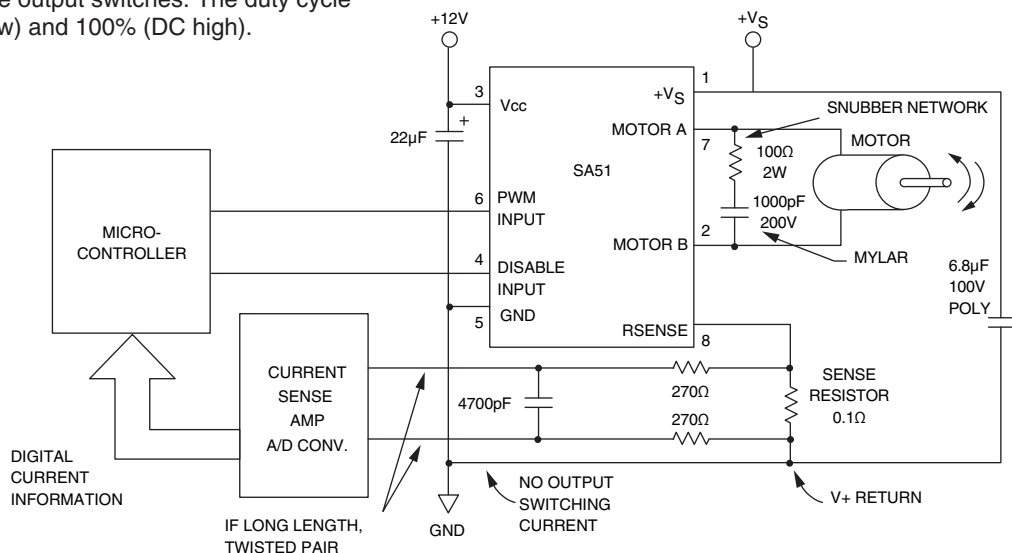 e output switches. The duty cycle
w) and 100% (DC high).
+12V
+VS
3
Vcc
1
+VS
22µF
+
MOTOR A
7
SNUBBER NETWORK
100Ω
2W
MOTOR
SA51
MICRO-
CONTROLLER
6
PWM
INPUT
1000pF
200V
MOTOR B
2
MYLAR
4
DISABLE
INPUT
6.8µF
100V
POLY
GND
5
RSENSE
8
CURRENT
SENSE
AMP
A/D CONV.
4700pF
270Ω
270Ω
SENSE
RESISTOR
0.1Ω
DIGITAL
CURRENT
INFORMATION
NO OUTPUT
SWITCHING
CURRENT
V+ RETURN
GND
IF LONG LENGTH,
TWISTED PAIR